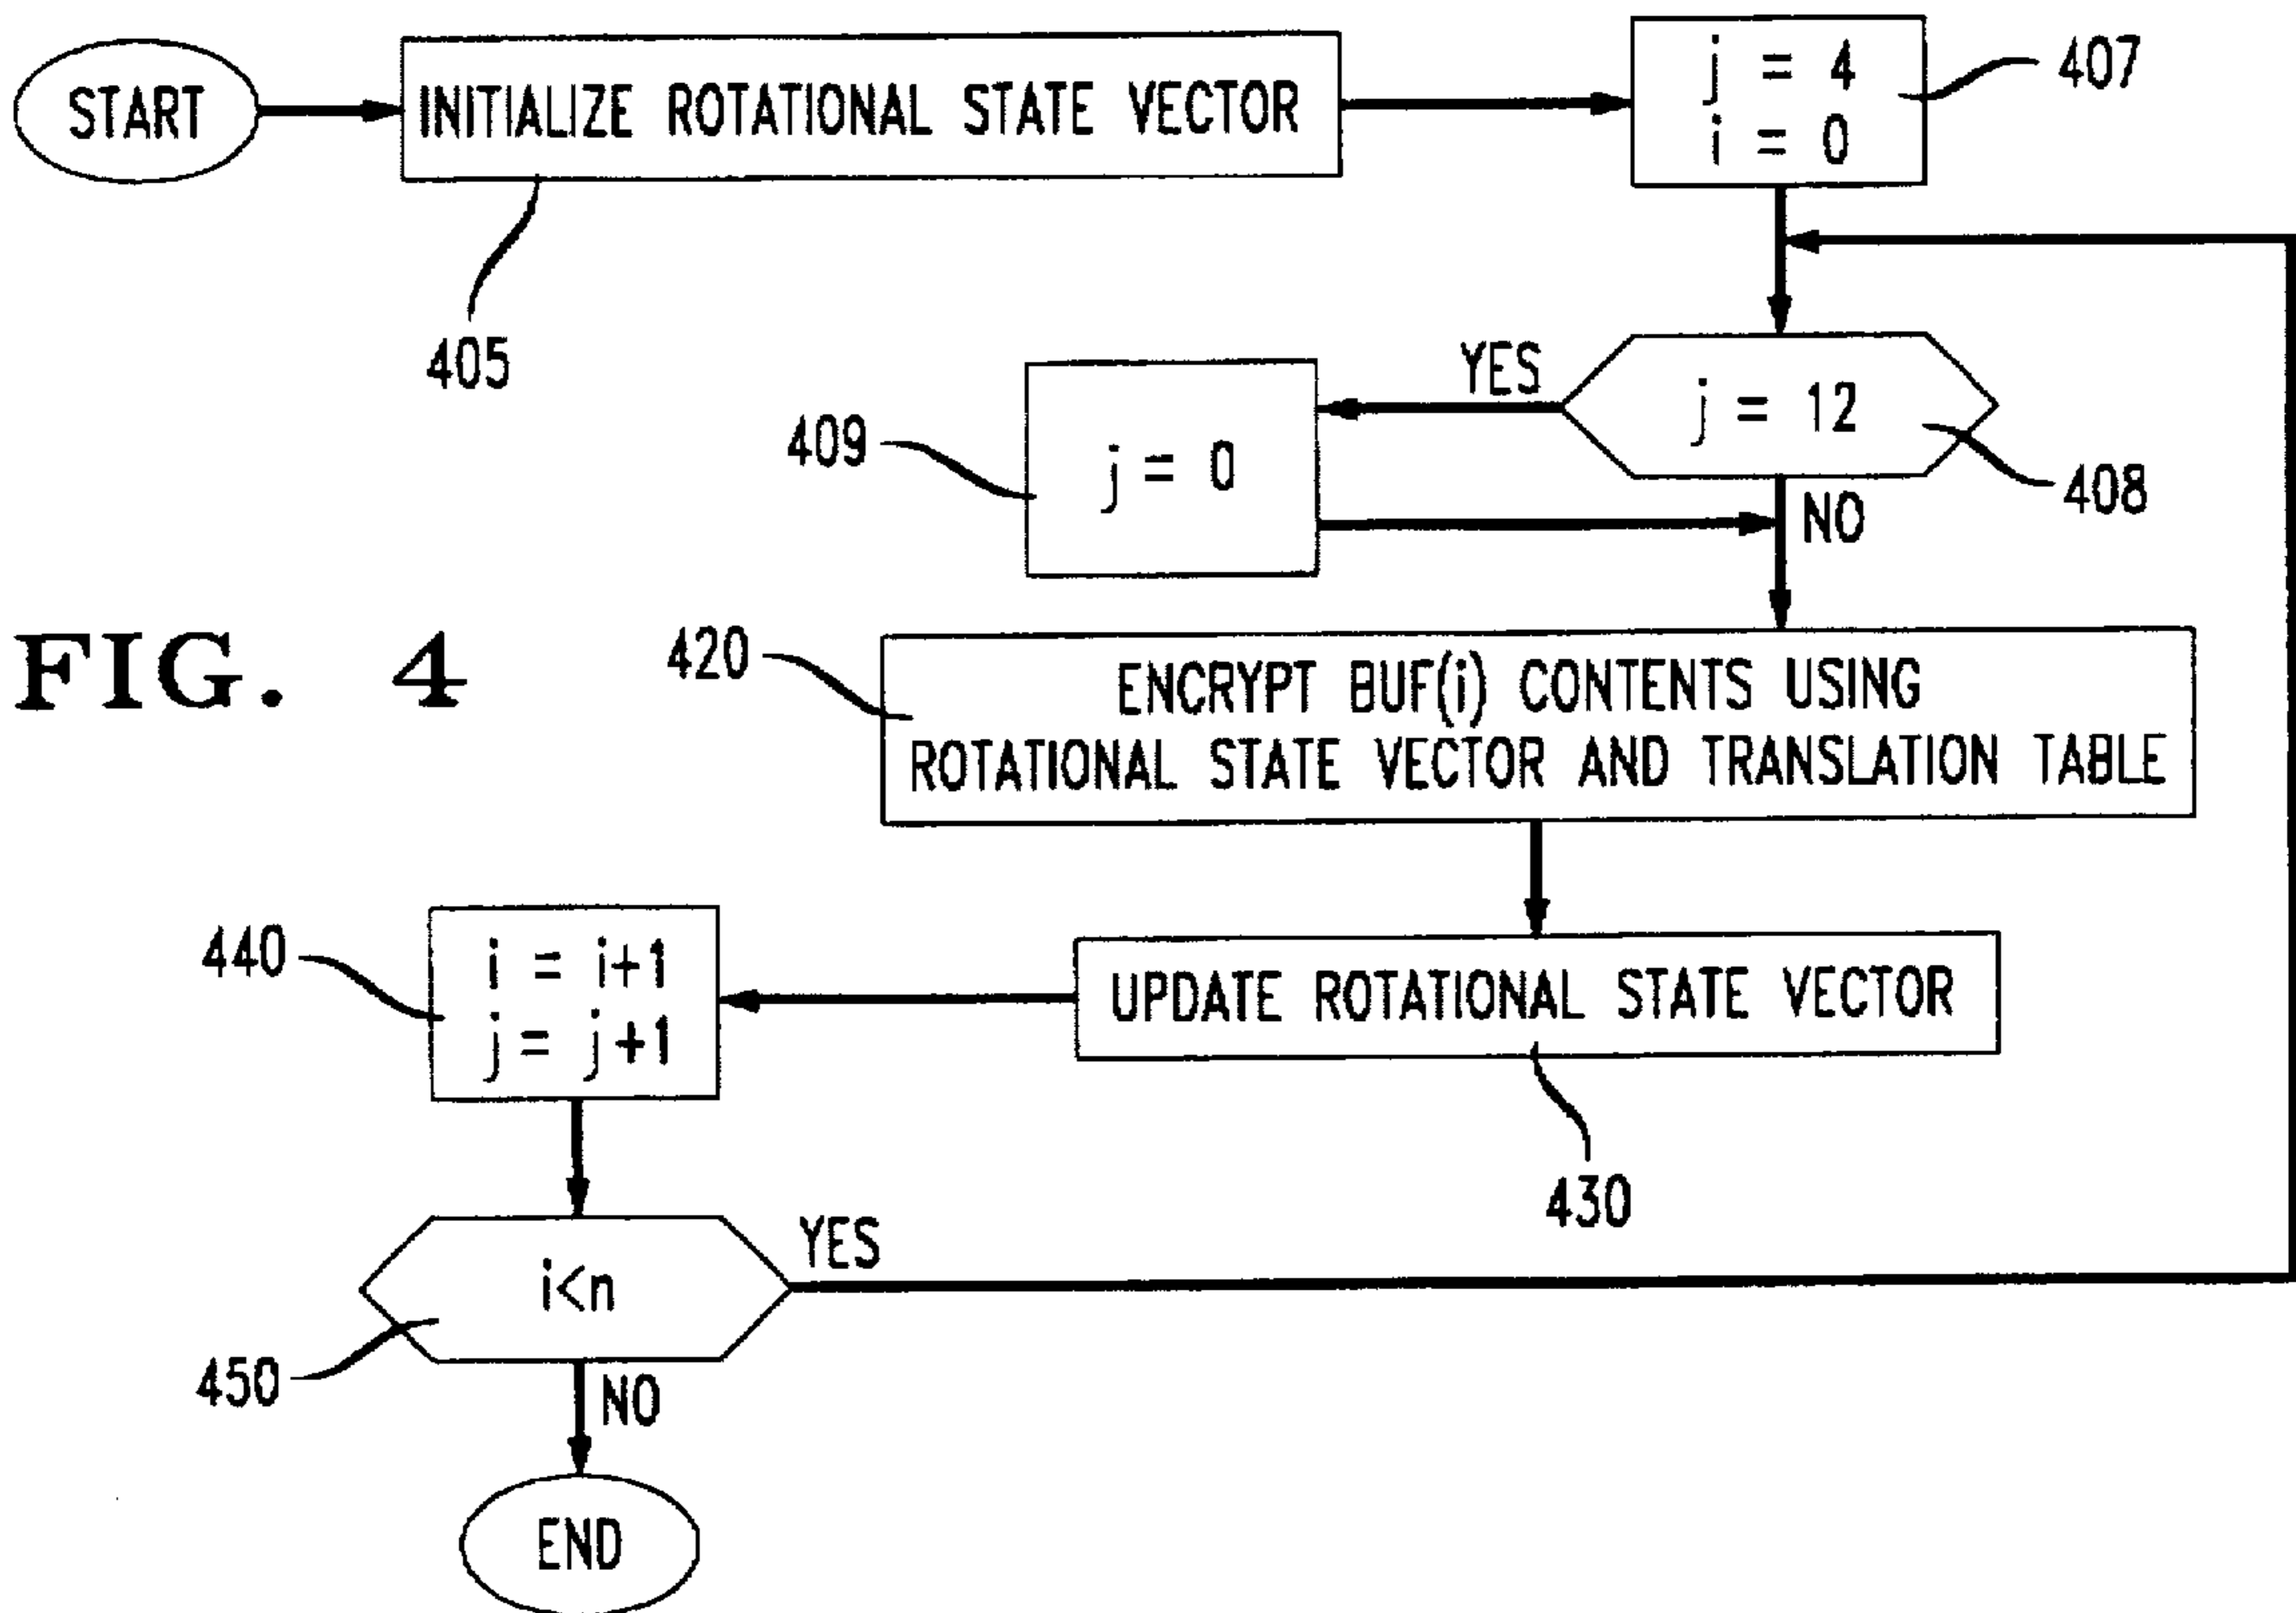 START
INITIALIZE ROTATIONAL STATE VECTOR
j = 4
i = 0
407
405
j = 12
YES
408
NO
409
j = 0
FIG. 4
420
ENCRYPT BUF(i) CONTENTS USING
ROTATIONAL STATE VECTOR AND TRANSLATION TABLE
UPDATE ROTATIONAL STATE VECTOR
430
440
i = i+1
j = j+1
i<n
YES
450
NO
END